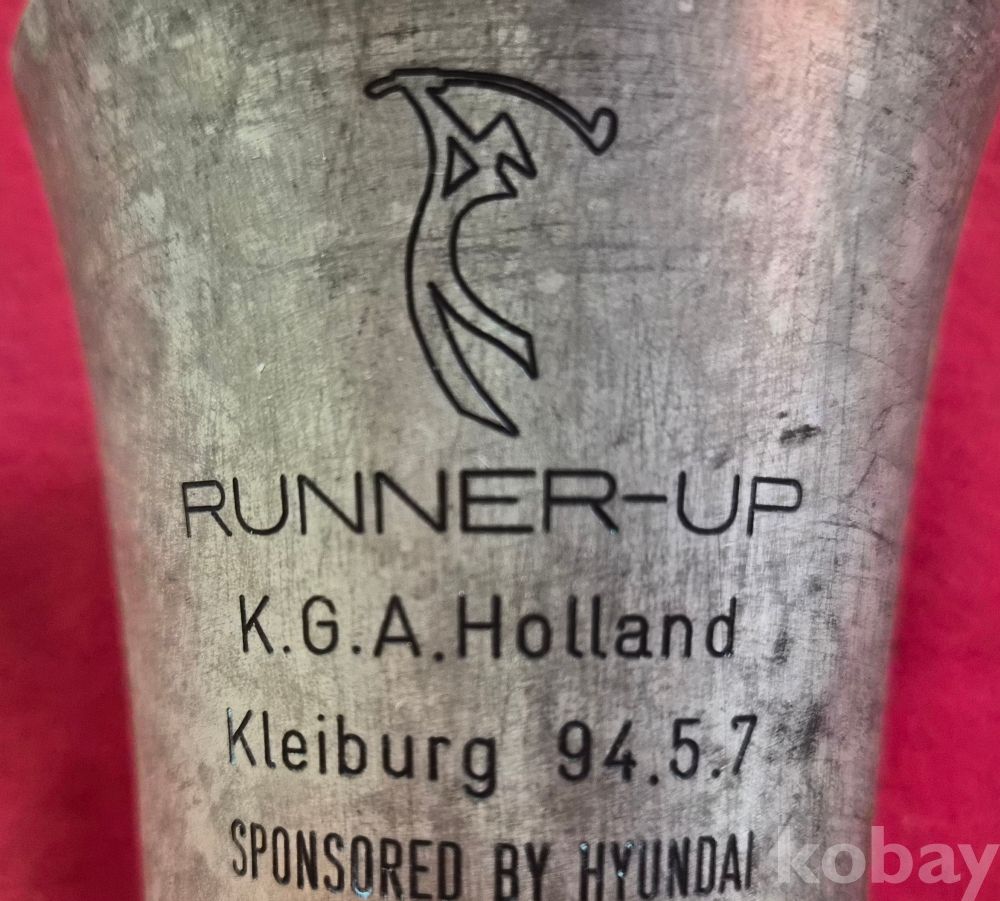 RUNNER-UP
K.G.A.Holland
Kleiburg 94.5.7
SPONSORED BY HYUNDAI
kobay